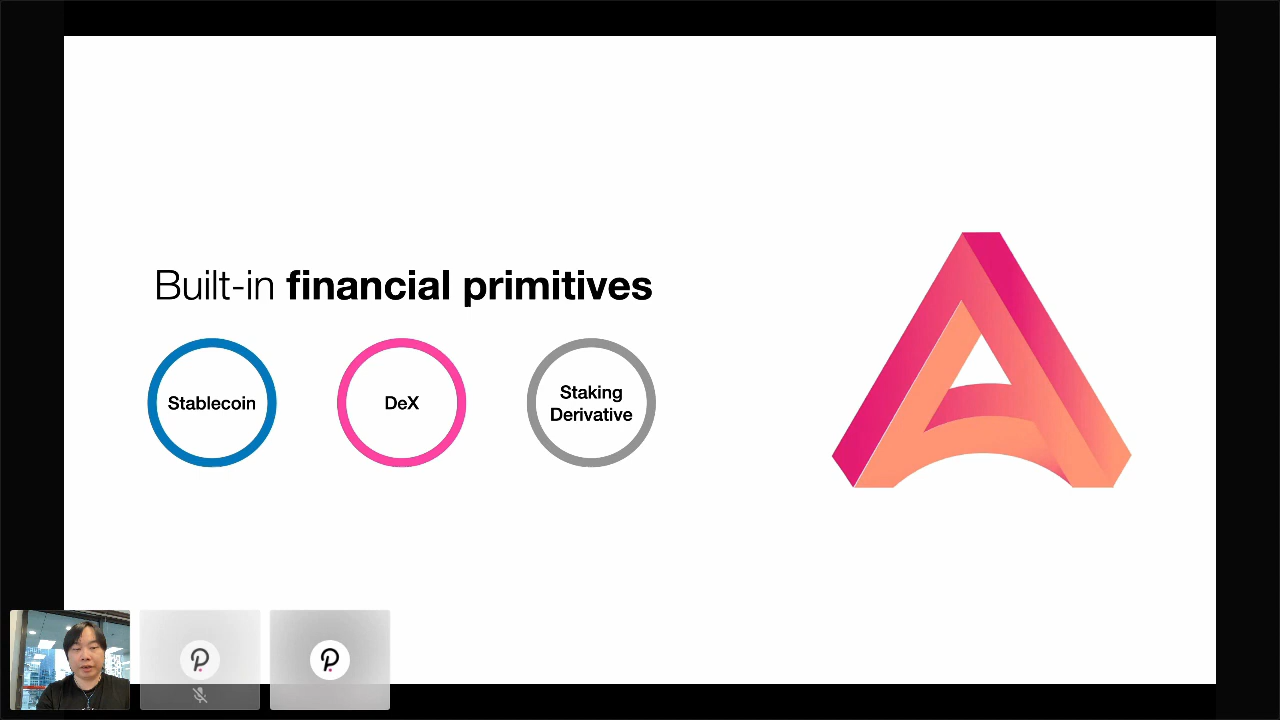 Built-in financial primitives
Stablecoin
DeX
Staking
Derivative